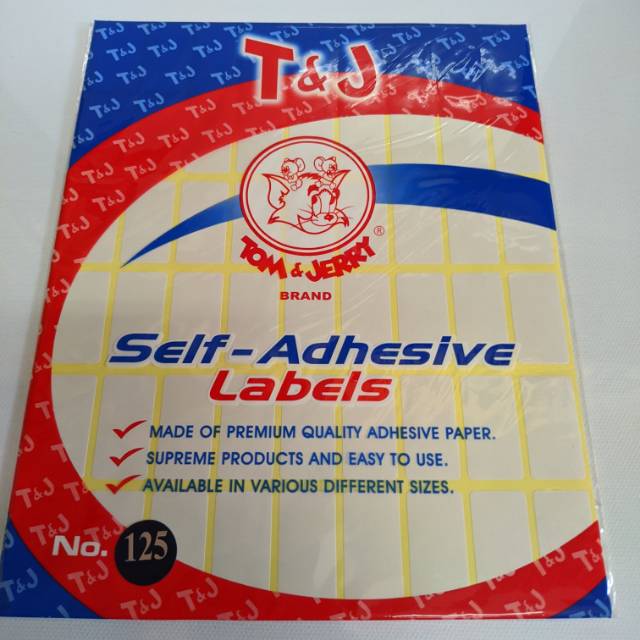 T&J
TOM & JERRY ®
BRAND
Self-Adhesive
Labels
MADE OF PREMIUM QUALITY ADHESIVE PAPER.
SUPREME PRODUCTS AND EASY TO USE.
AVAILABLE IN VARIOUS DIFFERENT SIZES.
No. 125